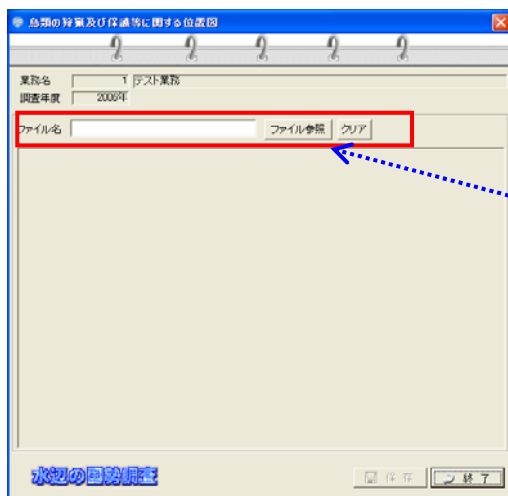 鳥類の狩猟及び保護等に関する位置図
業務名 1 テスト業務
調査年度 2006年
ファイル名 ファイル参照 クリア
水辺の国勢調査 保存 終了